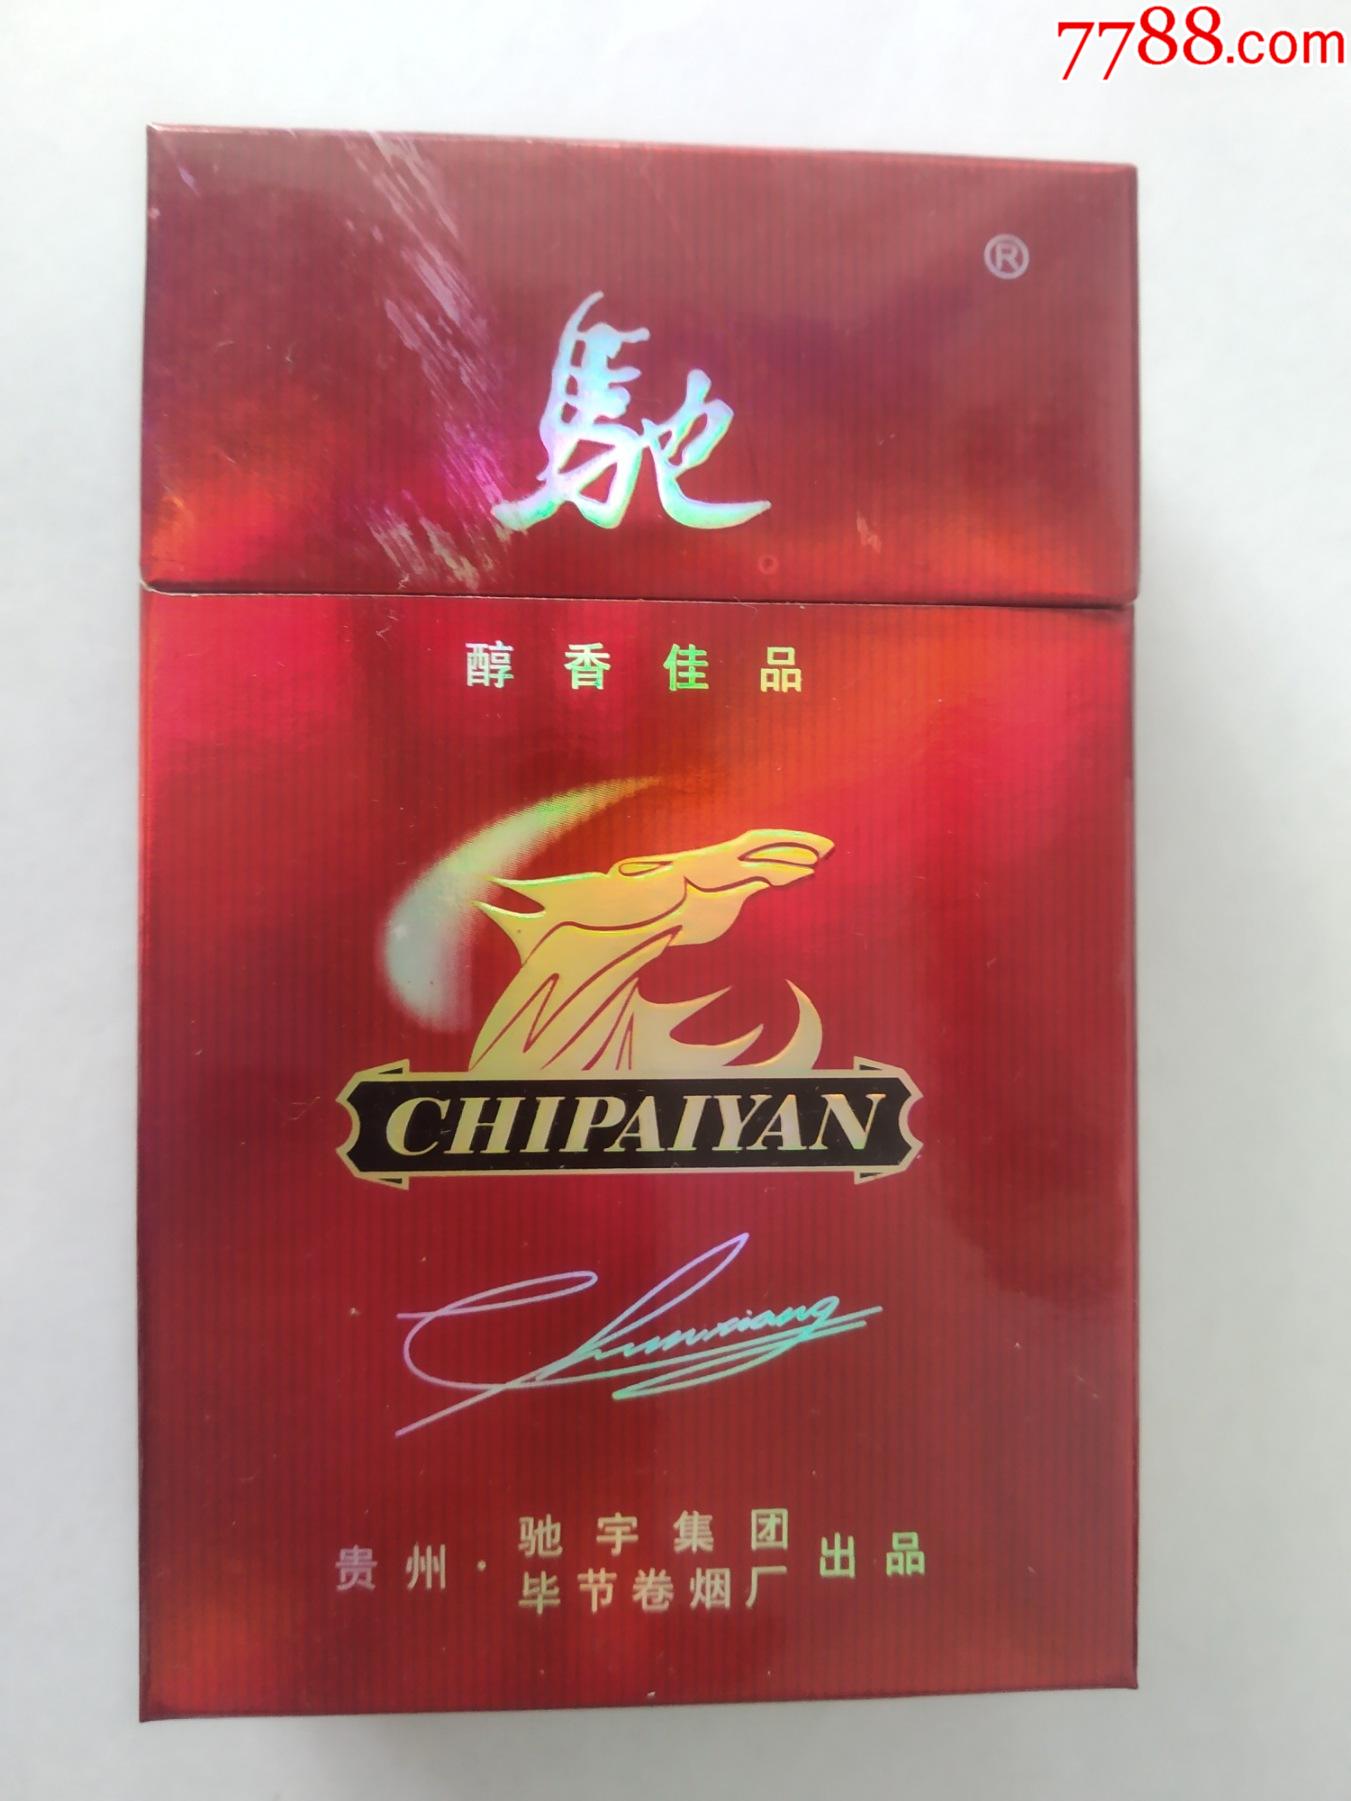 7788.com
®
馳
醇香佳品
CHIPAIYAN
Chunxiang
贵州·驰宇集团毕节卷烟厂出品